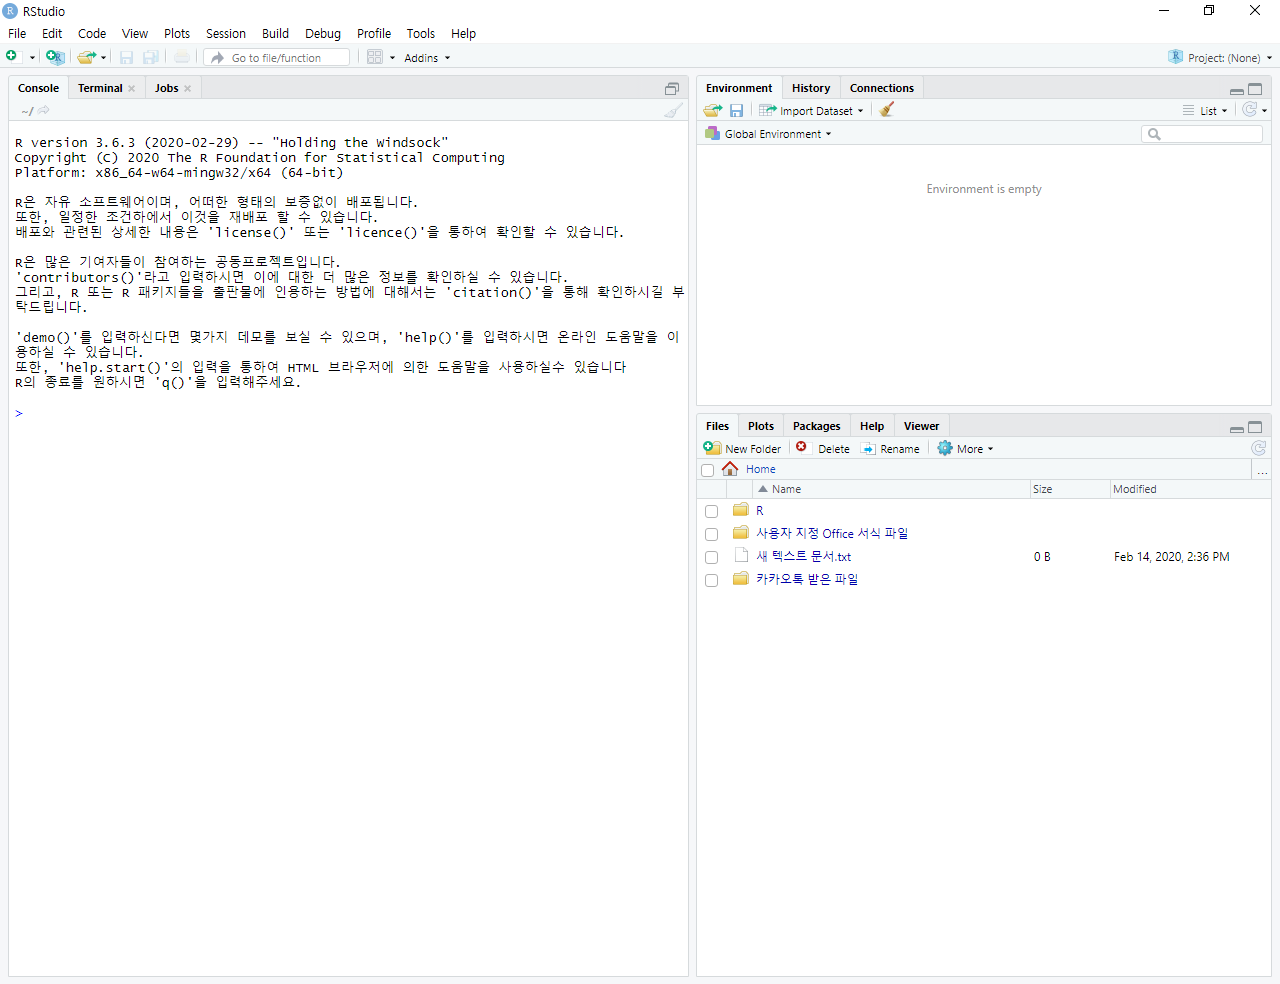 RStudio
File Edit Code View Plots Session Build Debug Profile Tools Help
Go to file/function Addins Project: (None)
Console Terminal Jobs
~/
R version 3.6.3 (2020-02-29) -- "Holding the Windsock"
Copyright (C) 2020 The R Foundation for Statistical Computing
Platform: x86_64-w64-mingw32/x64 (64-bit)
R은 자유 소프트웨어이며, 어떠한 형태의 보증없이 배포됩니다.
또한, 일정한 조건하에서 이것을 재배포 할 수 있습니다.
배포와 관련된 상세한 내용은 'license()' 또는 'licence()'을 통하여 확인할 수 있습니다.
R은 많은 기여자들이 참여하는 공동프로젝트입니다.
'contributors()'라고 입력하시면 이에 대한 더 많은 정보를 확인하실 수 있습니다.
그리고, R 또는 R 패키지들을 출판물에 인용하는 방법에 대해서는 'citation()'을 통해 확인하시길 부
탁드립니다.
'demo()'를 입력하신다면 몇가지 데모를 보실 수 있으며, 'help()'를 입력하시면 온라인 도움말을 이
용하실 수 있습니다.
또한, 'help.start()'의 입력을 통하여 HTML 브라우저에 의한 도움말을 사용하실수 있습니다
R의 종료를 원하시면 'q()'을 입력해주세요.
>
Environment History Connections
Import Dataset List
Global Environment
Environment is empty
Files Plots Packages Help Viewer
New Folder Delete Rename More
Home ...
Name Size Modified
R
사용자 지정 Office 서식 파일
새 텍스트 문서.txt 0 B Feb 14, 2020, 2:36 PM
카카오톡 받은 파일